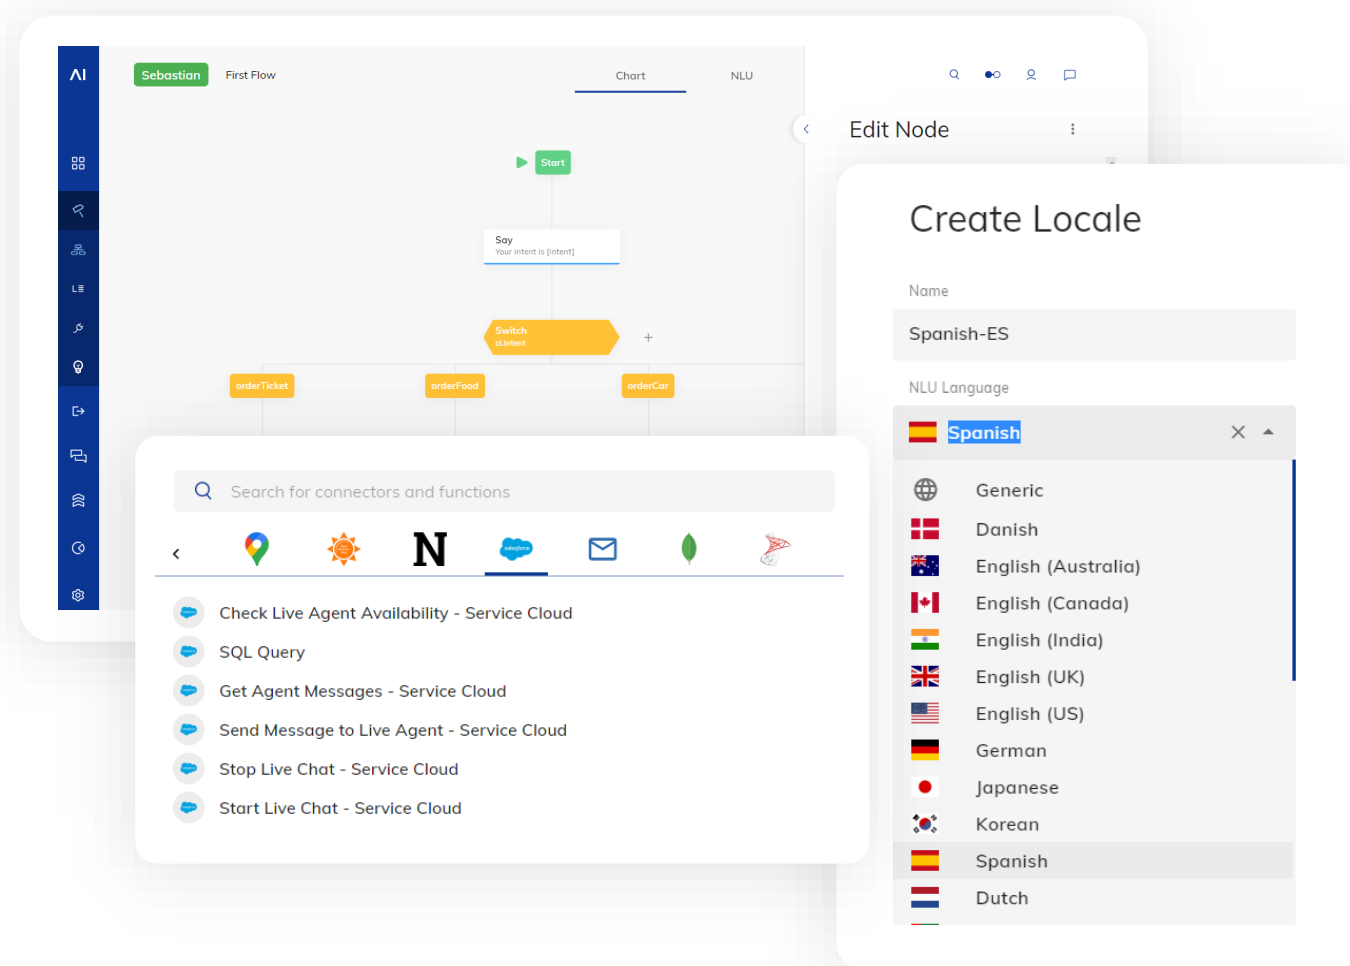 AI
Sebastian
First Flow
Chart
NLU
Edit Node
Start
Say
Your intent is [intent]
Switch
ci.intent
orderTicket
orderFood
orderCar
Search for connectors and functions
N
salesforce
Check Live Agent Availability - Service Cloud
SQL Query
Get Agent Messages - Service Cloud
Send Message to Live Agent - Service Cloud
Stop Live Chat - Service Cloud
Start Live Chat - Service Cloud
Create Locale
Name
Spanish-ES
NLU Language
Spanish
Generic
Danish
English (Australia)
English (Canada)
English (India)
English (UK)
English (US)
German
Japanese
Korean
Spanish
Dutch